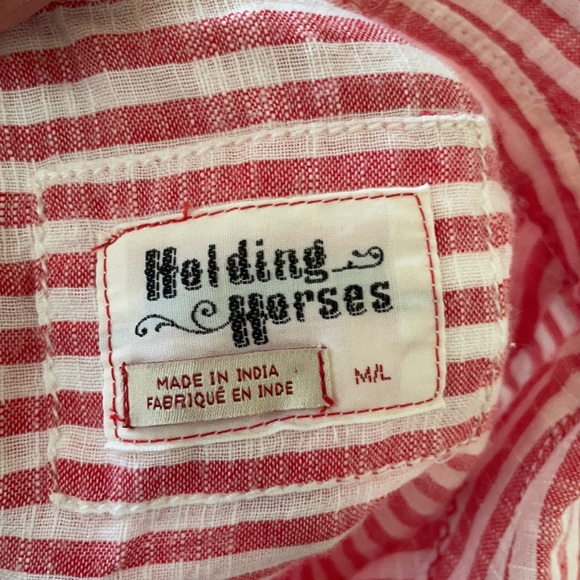 Holding
Horses
MADE IN INDIA
FABRIQUÉ EN INDE
M/L